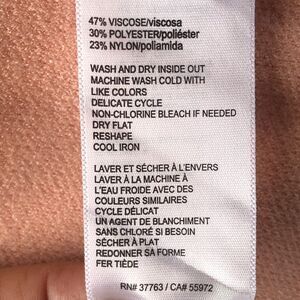 47% VISCOSE/viscosa
30% POLYESTER/poliéster
23% NYLON/poliamida
WASH AND DRY INSIDE OUT
MACHINE WASH COLD WITH
LIKE COLORS
DELICATE CYCLE
NON-CHLORINE BLEACH IF NEEDED
DRY FLAT
RESHAPE
COOL IRON
LAVER ET SÉCHER À L'ENVERS
LAVER À LA MACHINE À
L'EAU FROIDE AVEC DES
COULEURS SIMILAIRES
CYCLE DÉLICAT
UN AGENT DE BLANCHIMENT
SANS CHLORÉ SI BESOIN
SÉCHER À PLAT
REDONNER SA FORME
FER TIÈDE
RN# 37763 / CA# 55972